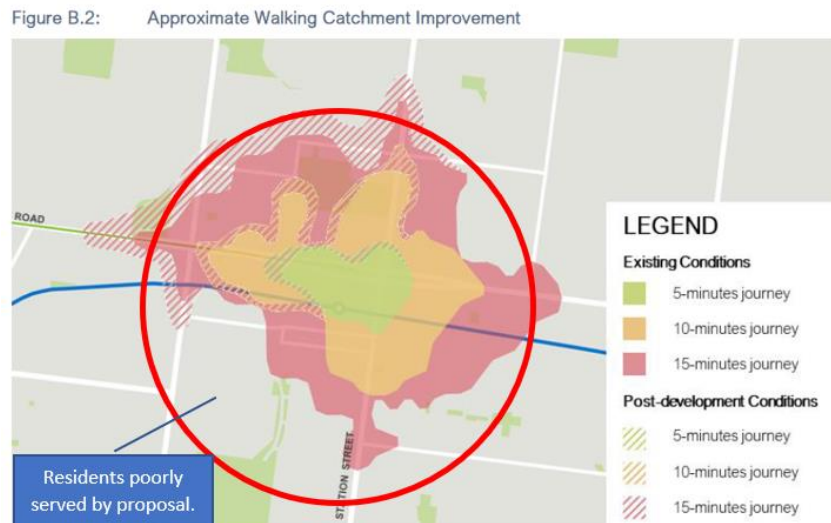 Figure B.2: Approximate Walking Catchment Improvement
ROAD
STATION STREET
Residents poorly
served by proposal.
LEGEND
Existing Conditions
5-minutes journey
10-minutes journey
15-minutes journey
Post-development Conditions
5-minutes journey
10-minutes journey
15-minutes journey